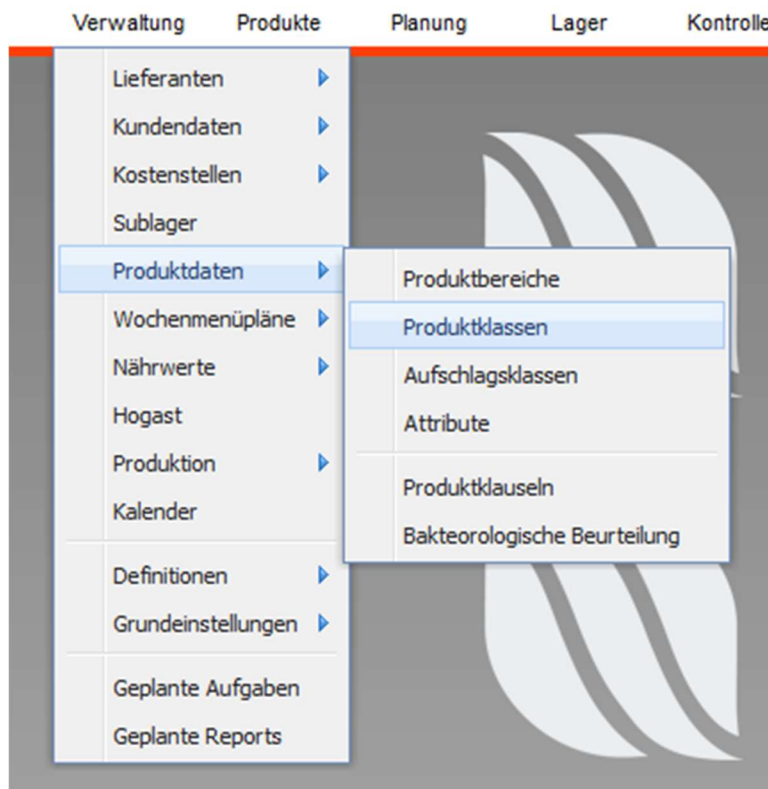 Verwaltung Produkte Planung Lager Kontrolle
Lieferanten
Kundendaten
Kostenstellen
Sublager
Produktdaten
Wochenmenüpläne
Nährwerte
Hogast
Produktion
Kalender
Definitionen
Grundeinstellungen
Geplante Aufgaben
Geplante Reports
Produktbereiche
Produktklassen
Aufschlagsklassen
Attribute
Produktklauseln
Bakteorologische Beurteilung